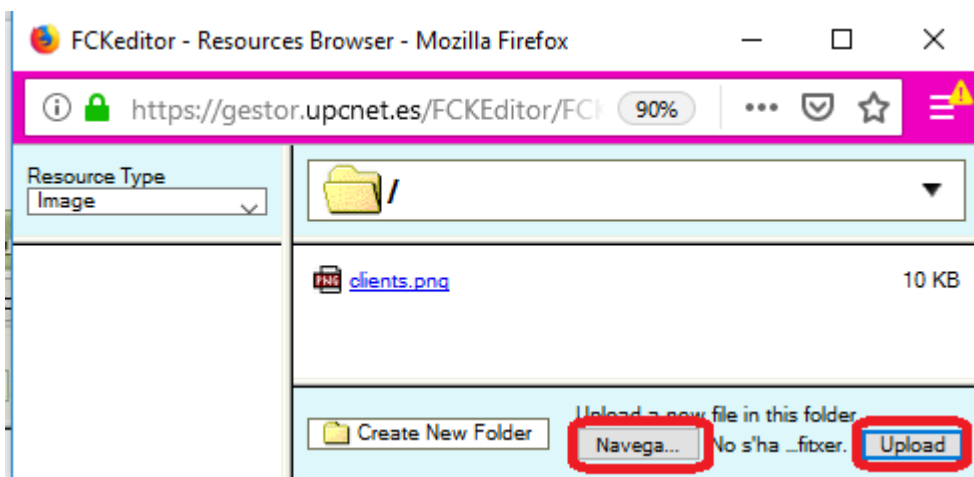 FCKeditor - Resources Browser - Mozilla Firefox
https://gestor.upcnet.es/FCKEditor/FCK 90%
Resource Type
Image
/
clients.png 10 KB
Upload a new file in this folder
Create New Folder Navega... No s'ha ...fitxer. Upload